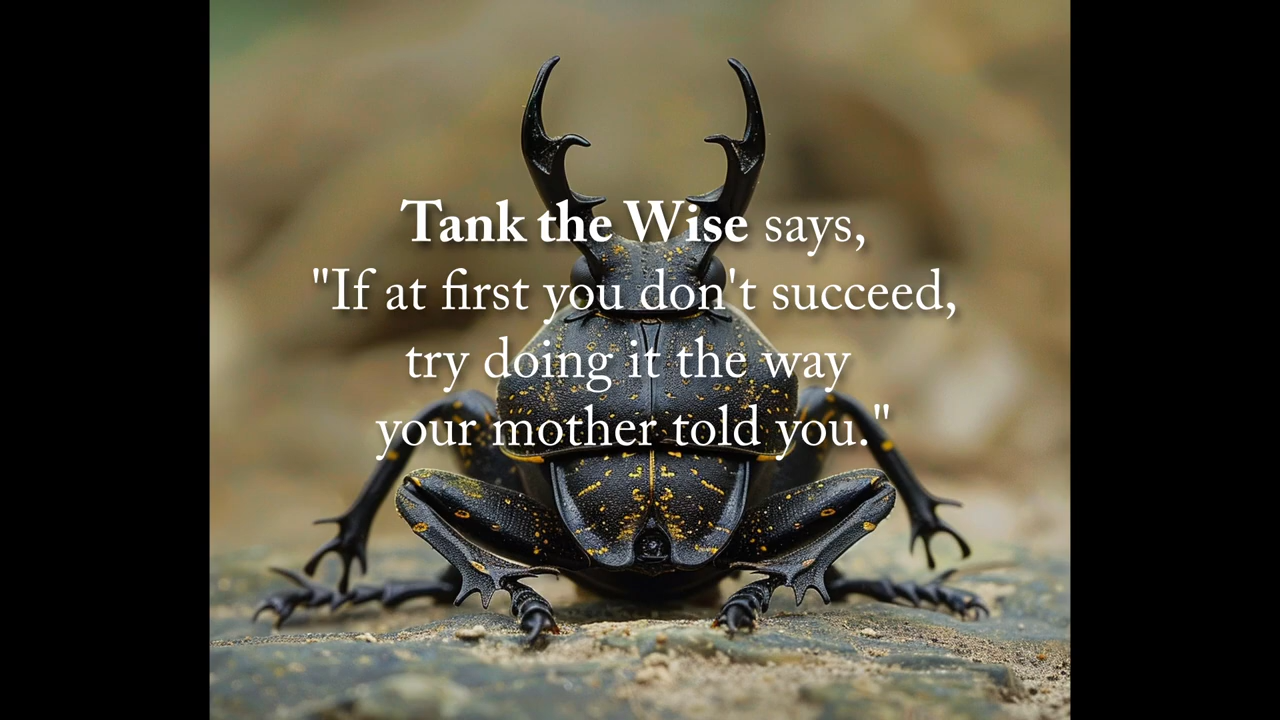 Tank the Wise says,
"If at first you don't succeed,
try doing it the way
your mother told you."